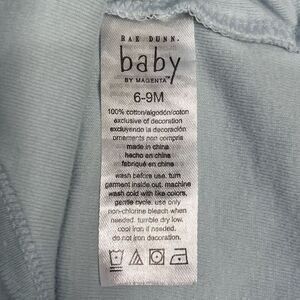 RAE DUNN.
baby
BY MAGENTA
6-9M
100% cotton/algodón/coton
exclusive of decoration
excluyendo la decoración
ornements non compris
made in china
hecho en china
fabriqué en china
wash before use. turn
garment inside out. machine
wash cold with like colors,
gentle cycle. use only
non-chlorine bleach when
needed. tumble dry low.
cool iron if needed.
do not iron decoration.